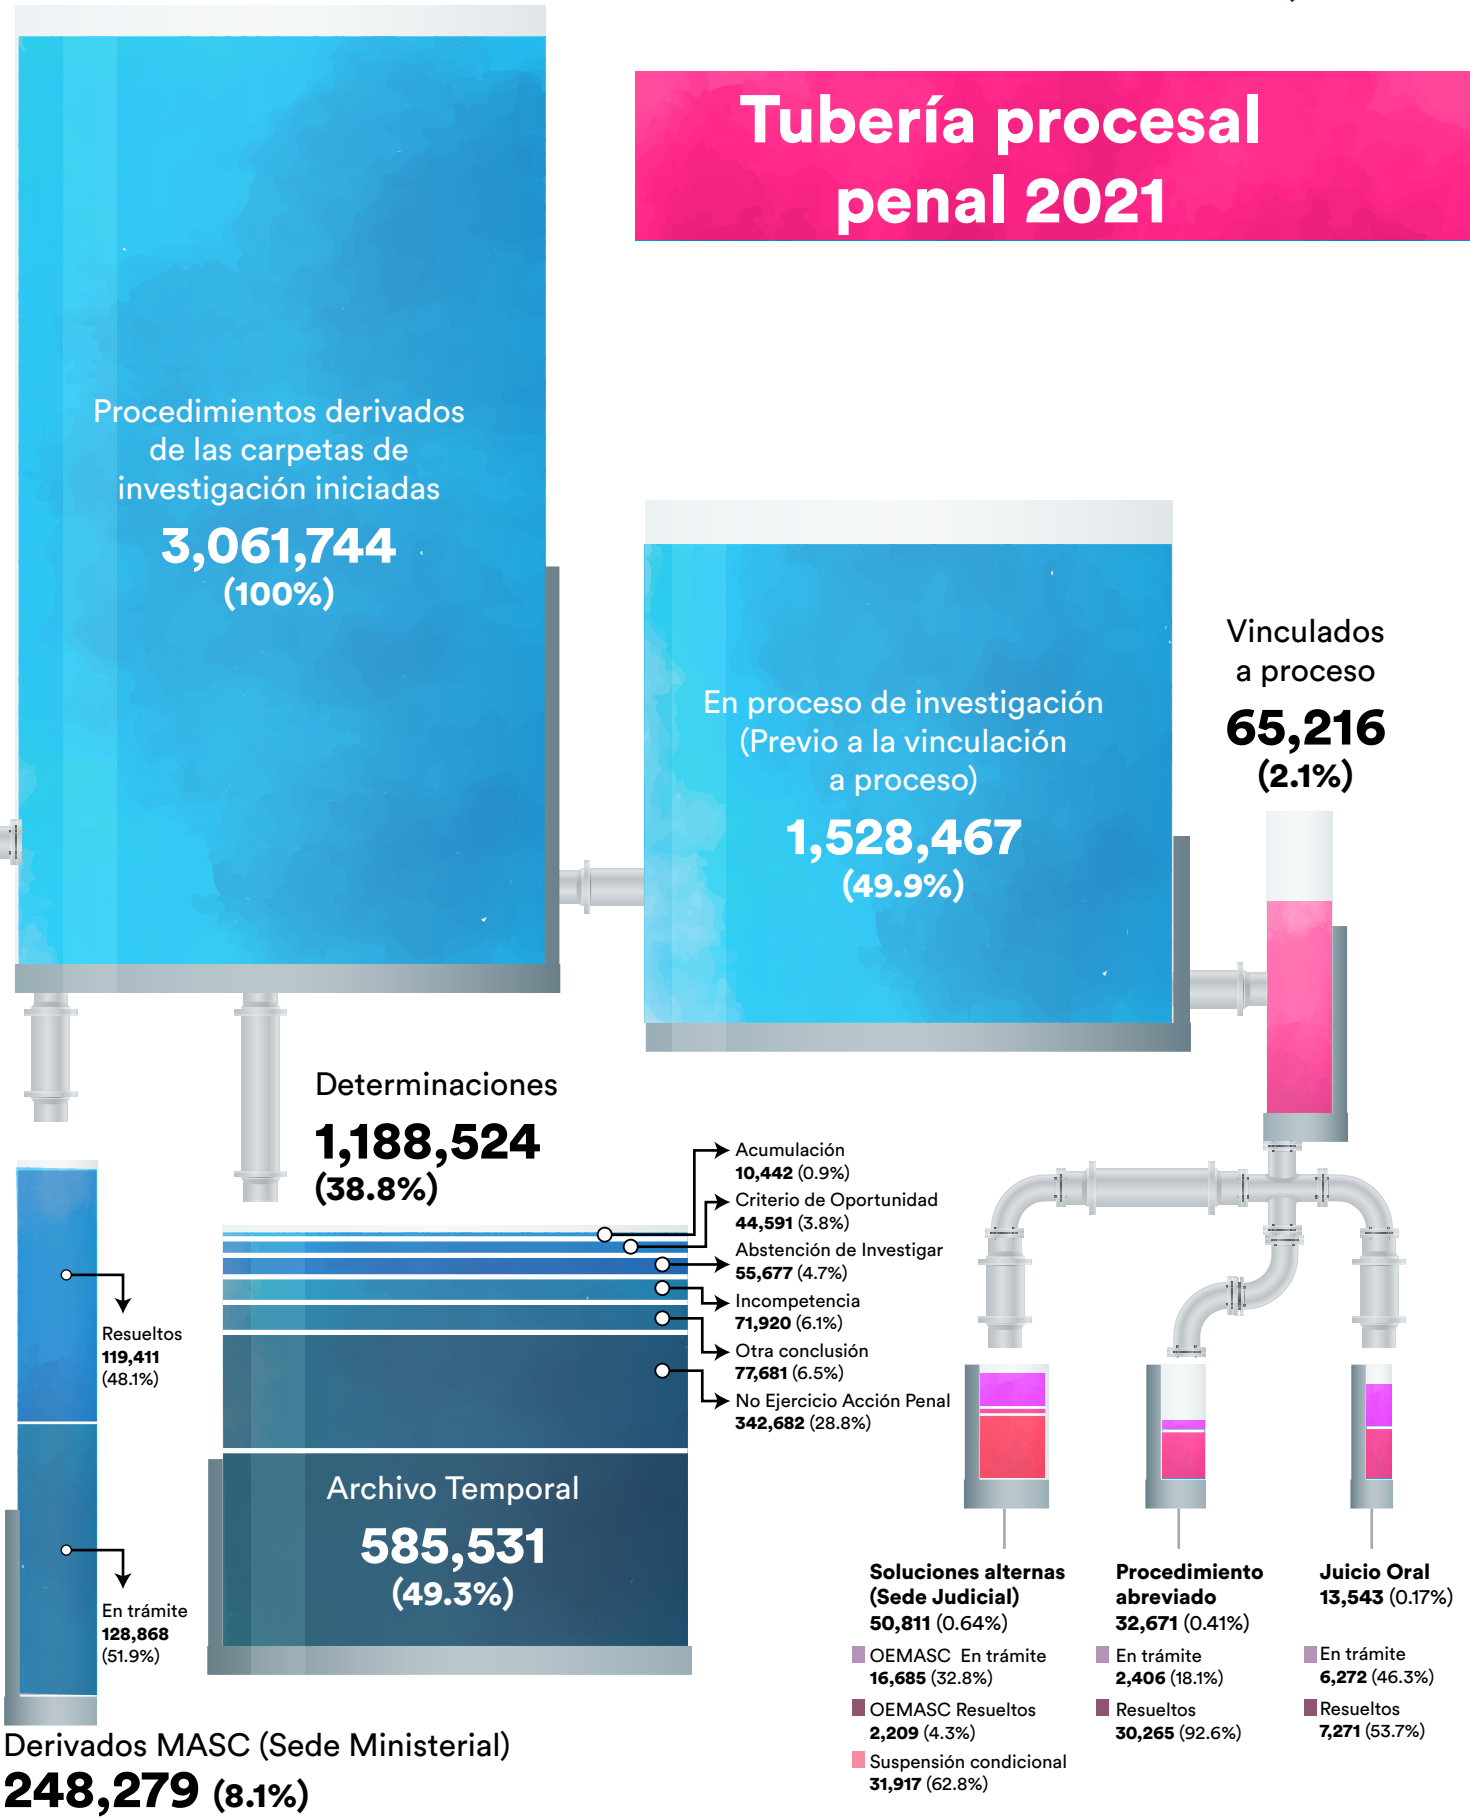 Tubería procesal
penal 2021
Procedimientos derivados
de las carpetas de
investigación iniciadas
3,061,744
(100%)
En proceso de investigación
(Previo a la vinculación
a proceso)
1,528,467
(49.9%)
Vinculados
a proceso
65,216
(2.1%)
Determinaciones
1,188,524
(38.8%)
Acumulación
10,442 (0.9%)
Criterio de Oportunidad
44,591 (3.8%)
Abstención de Investigar
55,677 (4.7%)
Incompetencia
71,920 (6.1%)
Otra conclusión
77,681 (6.5%)
No Ejercicio Acción Penal
342,682 (28.8%)
Archivo Temporal
585,531
(49.3%)
Resueltos
119,411
(48.1%)
En trámite
128,868
(51.9%)
Derivados MASC (Sede Ministerial)
248,279 (8.1%)
Soluciones alternas
(Sede Judicial)
50,811 (0.64%)
OEMASC En trámite
16,685 (32.8%)
OEMASC Resueltos
2,209 (4.3%)
Suspensión condicional
31,917 (62.8%)
Procedimiento
abreviado
32,671 (0.41%)
En trámite
2,406 (18.1%)
Resueltos
30,265 (92.6%)
Juicio Oral
13,543 (0.17%)
En trámite
6,272 (46.3%)
Resueltos
7,271 (53.7%)